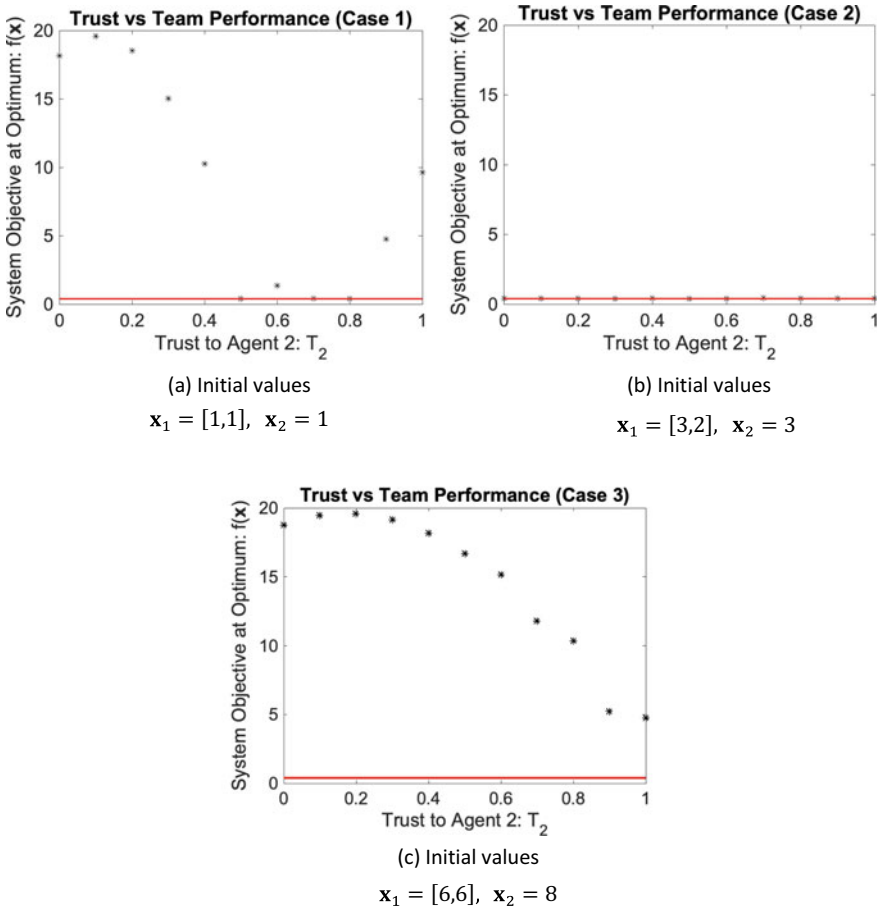 Trust vs Team Performance (Case 1)
System Objective at Optimum: f(x)
20
15
10
5
0
0 0.2 0.4 0.6 0.8 1
Trust to Agent 2: T₂
(a) Initial values
x₁ = [1,1], x₂ = 1
Trust vs Team Performance (Case 2)
System Objective at Optimum: f(x)
20
15
10
5
0
0 0.2 0.4 0.6 0.8 1
Trust to Agent 2: T₂
(b) Initial values
x₁ = [3,2], x₂ = 3
Trust vs Team Performance (Case 3)
System Objective at Optimum: f(x)
20
15
10
5
0
0 0.2 0.4 0.6 0.8 1
Trust to Agent 2: T₂
(c) Initial values
x₁ = [6,6], x₂ = 8